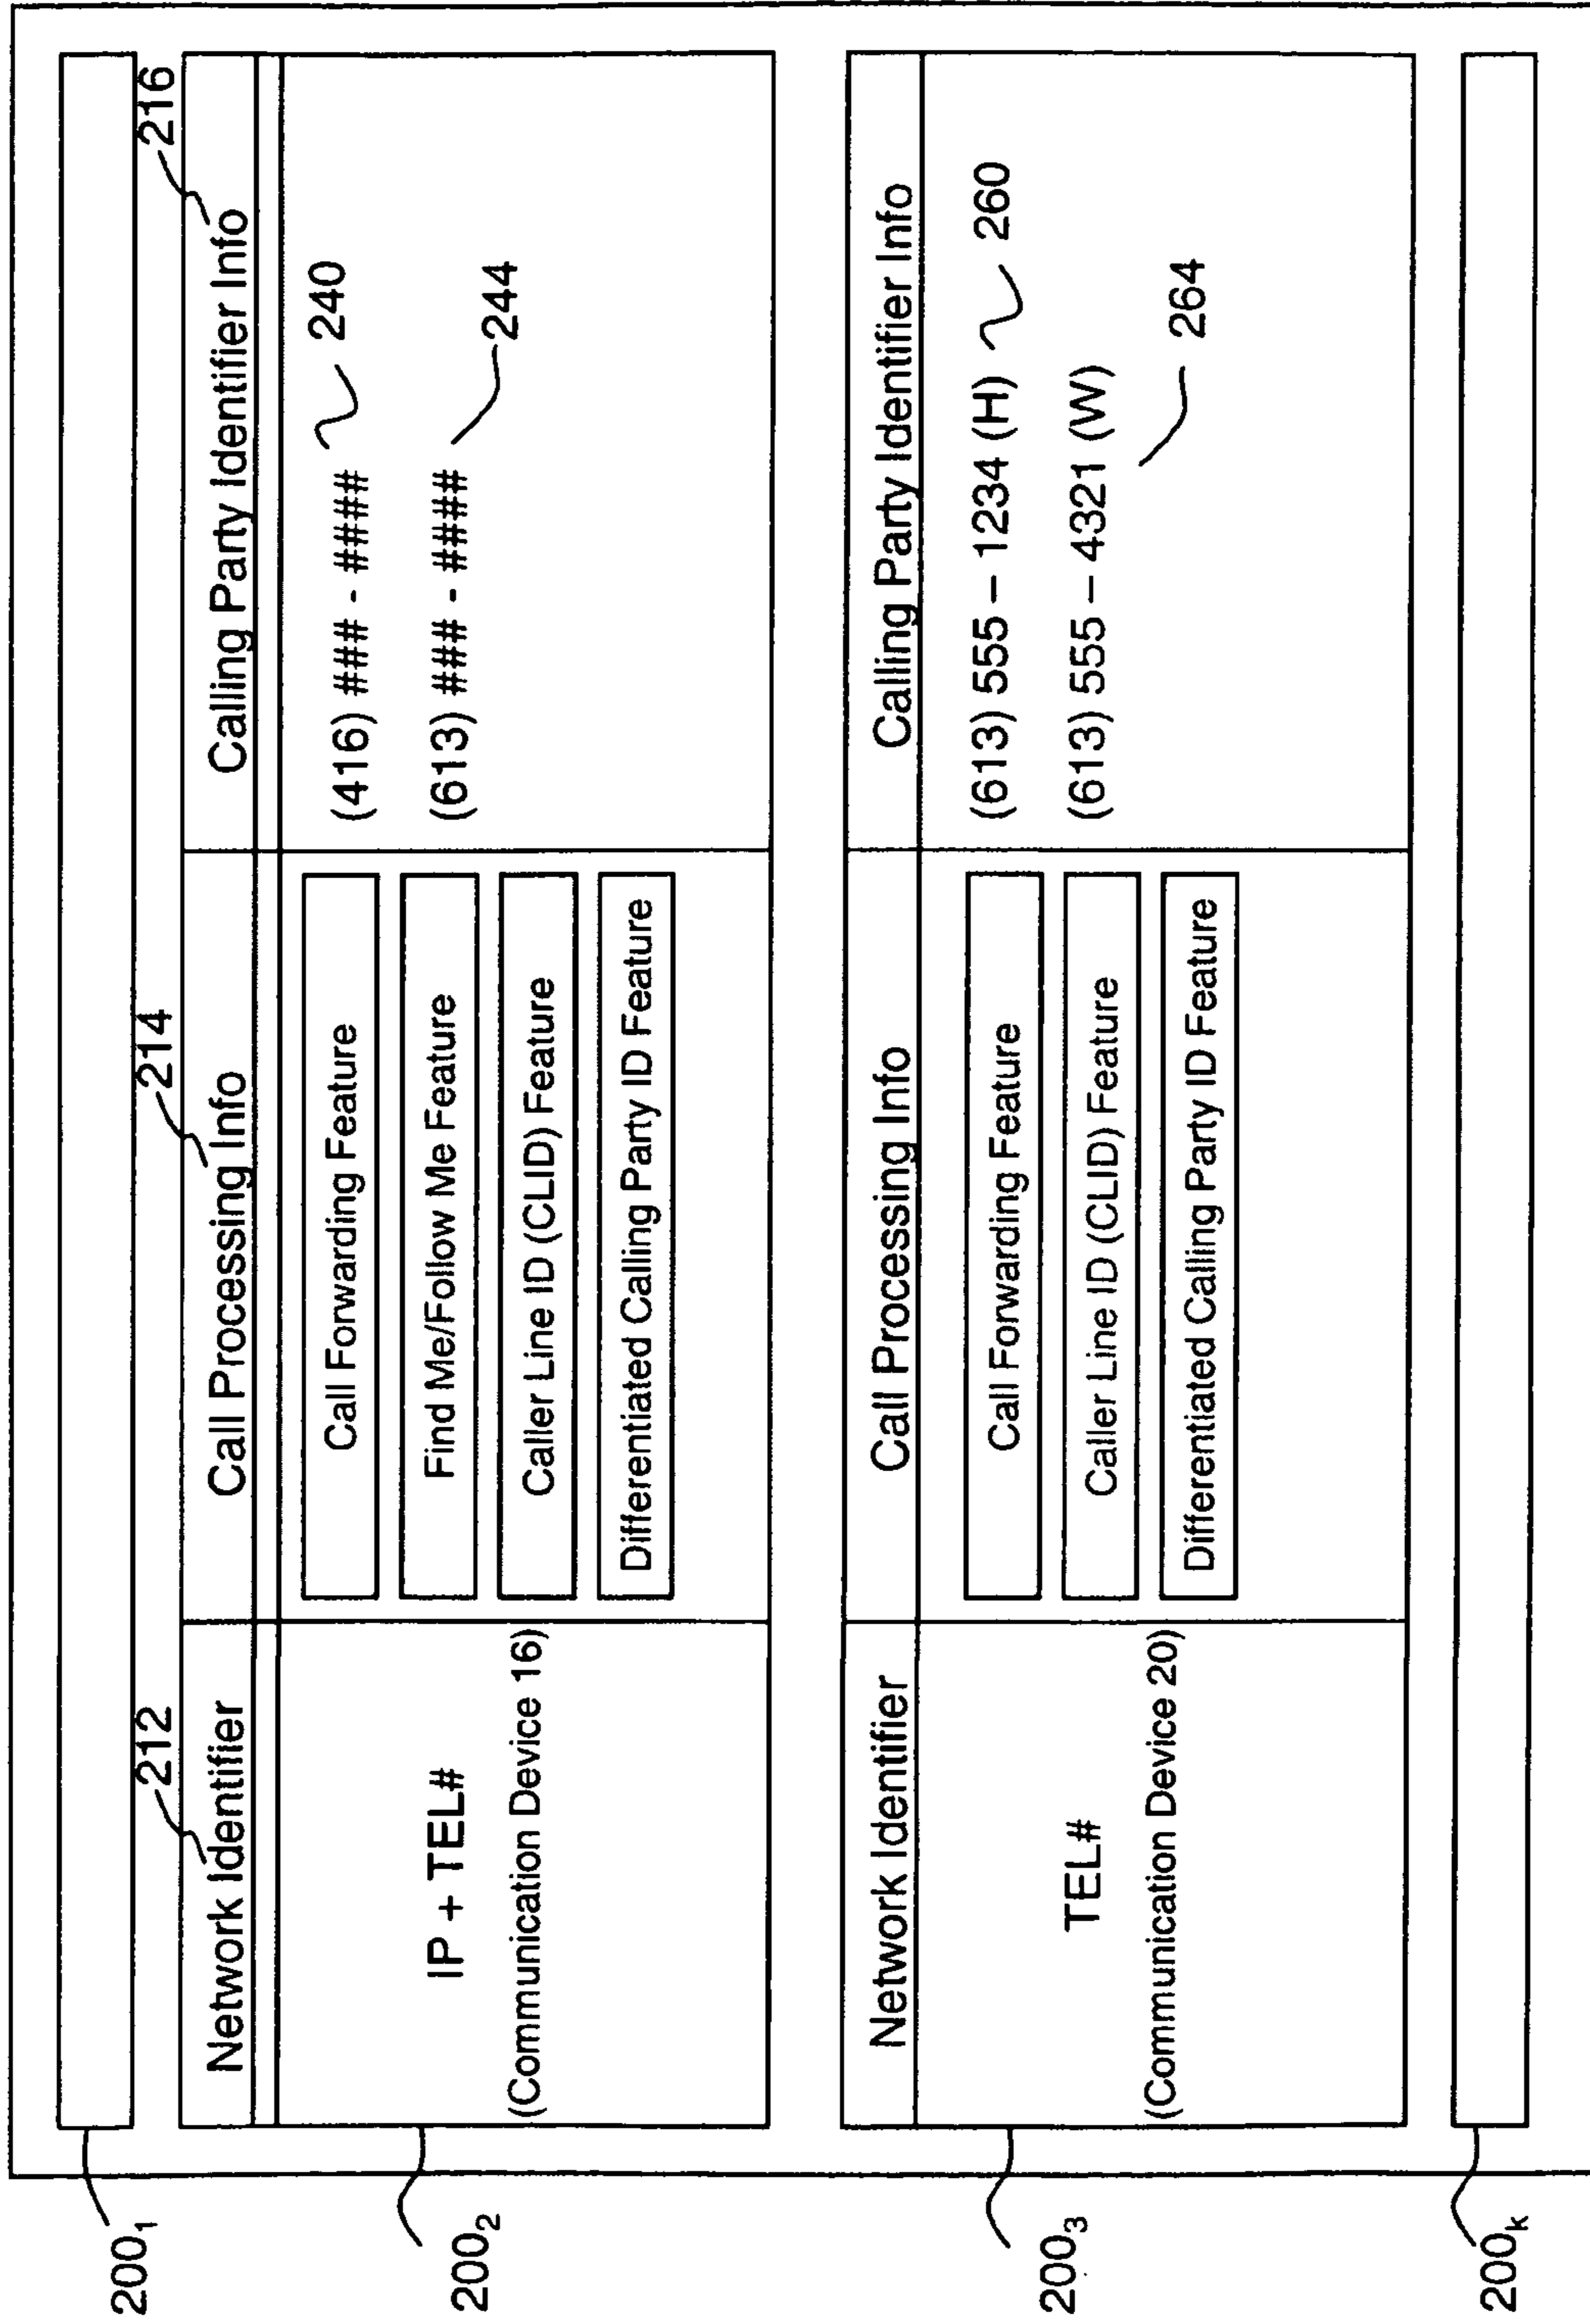 200₁
212
214
216
200₂
Network Identifier
Call Processing Info
Calling Party Identifier Info
IP + TEL#
(Communication Device 16)
Call Forwarding Feature
Find Me/Follow Me Feature
Caller Line ID (CLID) Feature
Differentiated Calling Party ID Feature
(416) ### - ####
240
(613) ### - ####
244
200₃
Network Identifier
Call Processing Info
Calling Party Identifier Info
TEL#
(Communication Device 20)
Call Forwarding Feature
Caller Line ID (CLID) Feature
Differentiated Calling Party ID Feature
(613) 555 – 1234 (H)
260
(613) 555 – 4321 (W)
264
200ₖ